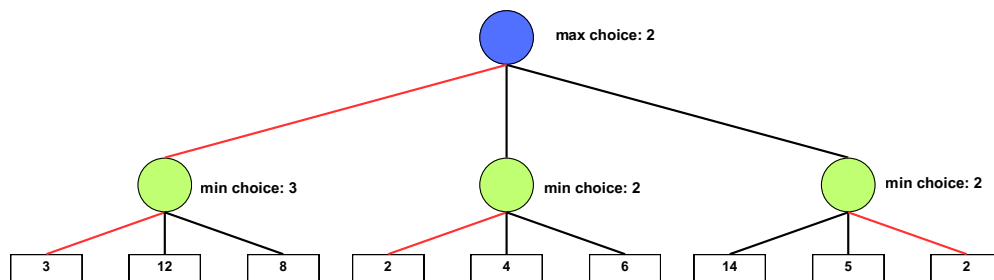 max choice: 2
min choice: 3
min choice: 2
min choice: 2
3 12 8 2 4 6 14 5 2